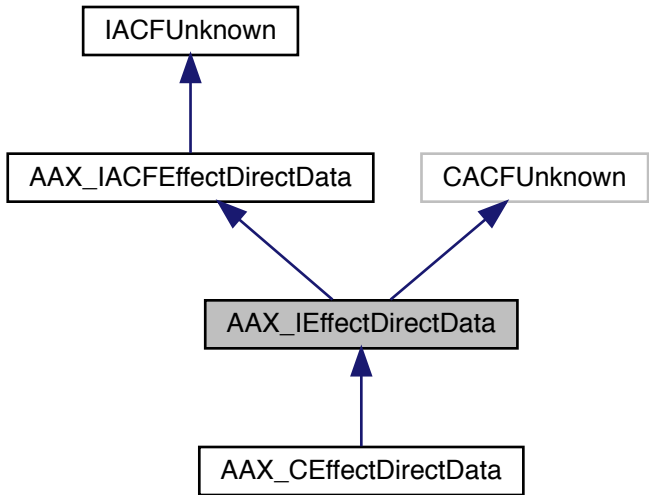 IACFUnknown
AAX_IACFEffectDirectData
CACFUnknown
AAX_IEffectDirectData
AAX_CEffectDirectData